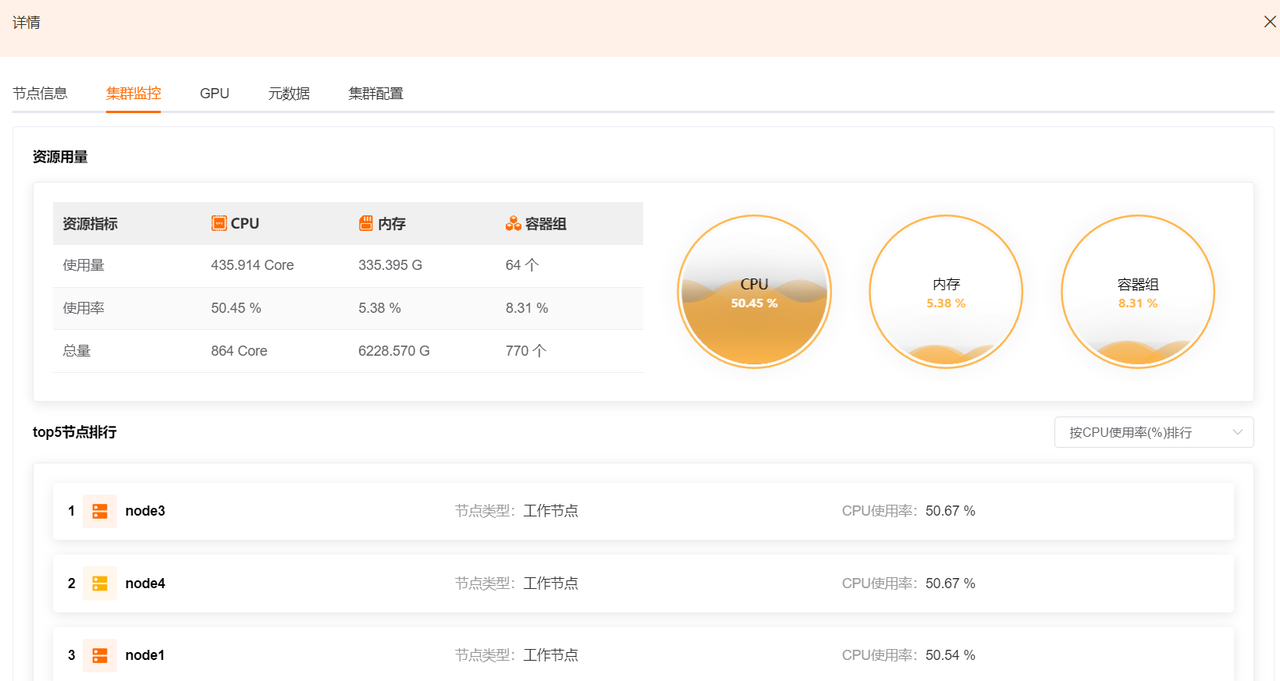 详情
节点信息 集群监控 GPU 元数据 集群配置
资源用量
资源指标 CPU 内存 容器组
使用量 435.914 Core 335.395 G 64 个
使用率 50.45 % 5.38 % 8.31 %
总量 864 Core 6228.570 G 770 个
CPU
50.45 %
内存
5.38 %
容器组
8.31 %
top5节点排行 按CPU使用率(%)排行
1 node3 节点类型：工作节点 CPU使用率：50.67 %
2 node4 节点类型：工作节点 CPU使用率：50.67 %
3 node1 节点类型：工作节点 CPU使用率：50.54 %